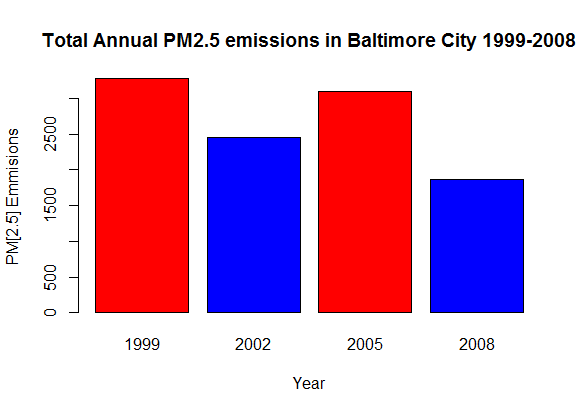 Total Annual PM2.5 emissions in Baltimore City 1999-2008
PM[2.5] Emmisions
2500
1500
500
0
1999 2002 2005 2008
Year